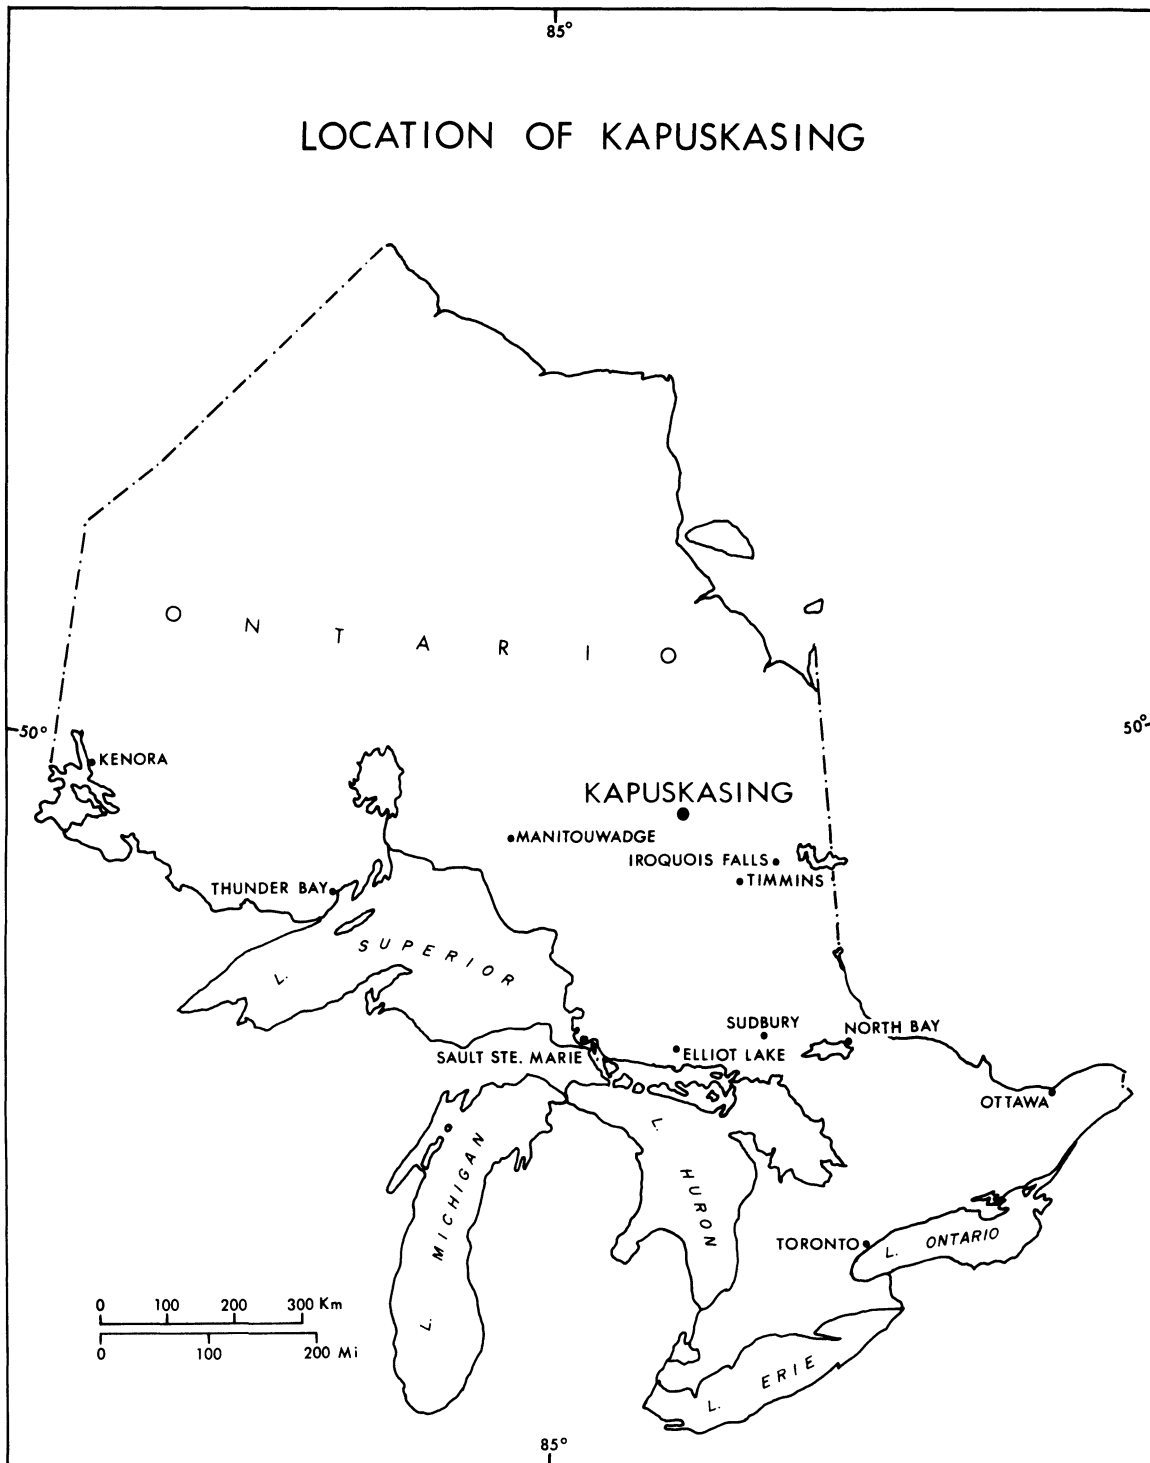 85°
LOCATION OF KAPUSKASING
ONTARIO
50°
50°
KENORA
KAPUSKASING
MANITOUWADGE
IROQUOIS FALLS
TIMMINS
THUNDER BAY
L. SUPERIOR
SUDBURY
NORTH BAY
SAULT STE. MARIE
ELLIOT LAKE
OTTAWA
L. HURON
L. MICHIGAN
TORONTO
L. ONTARIO
0 100 200 300 Km
0 100 200 Mi
L. ERIE
85°